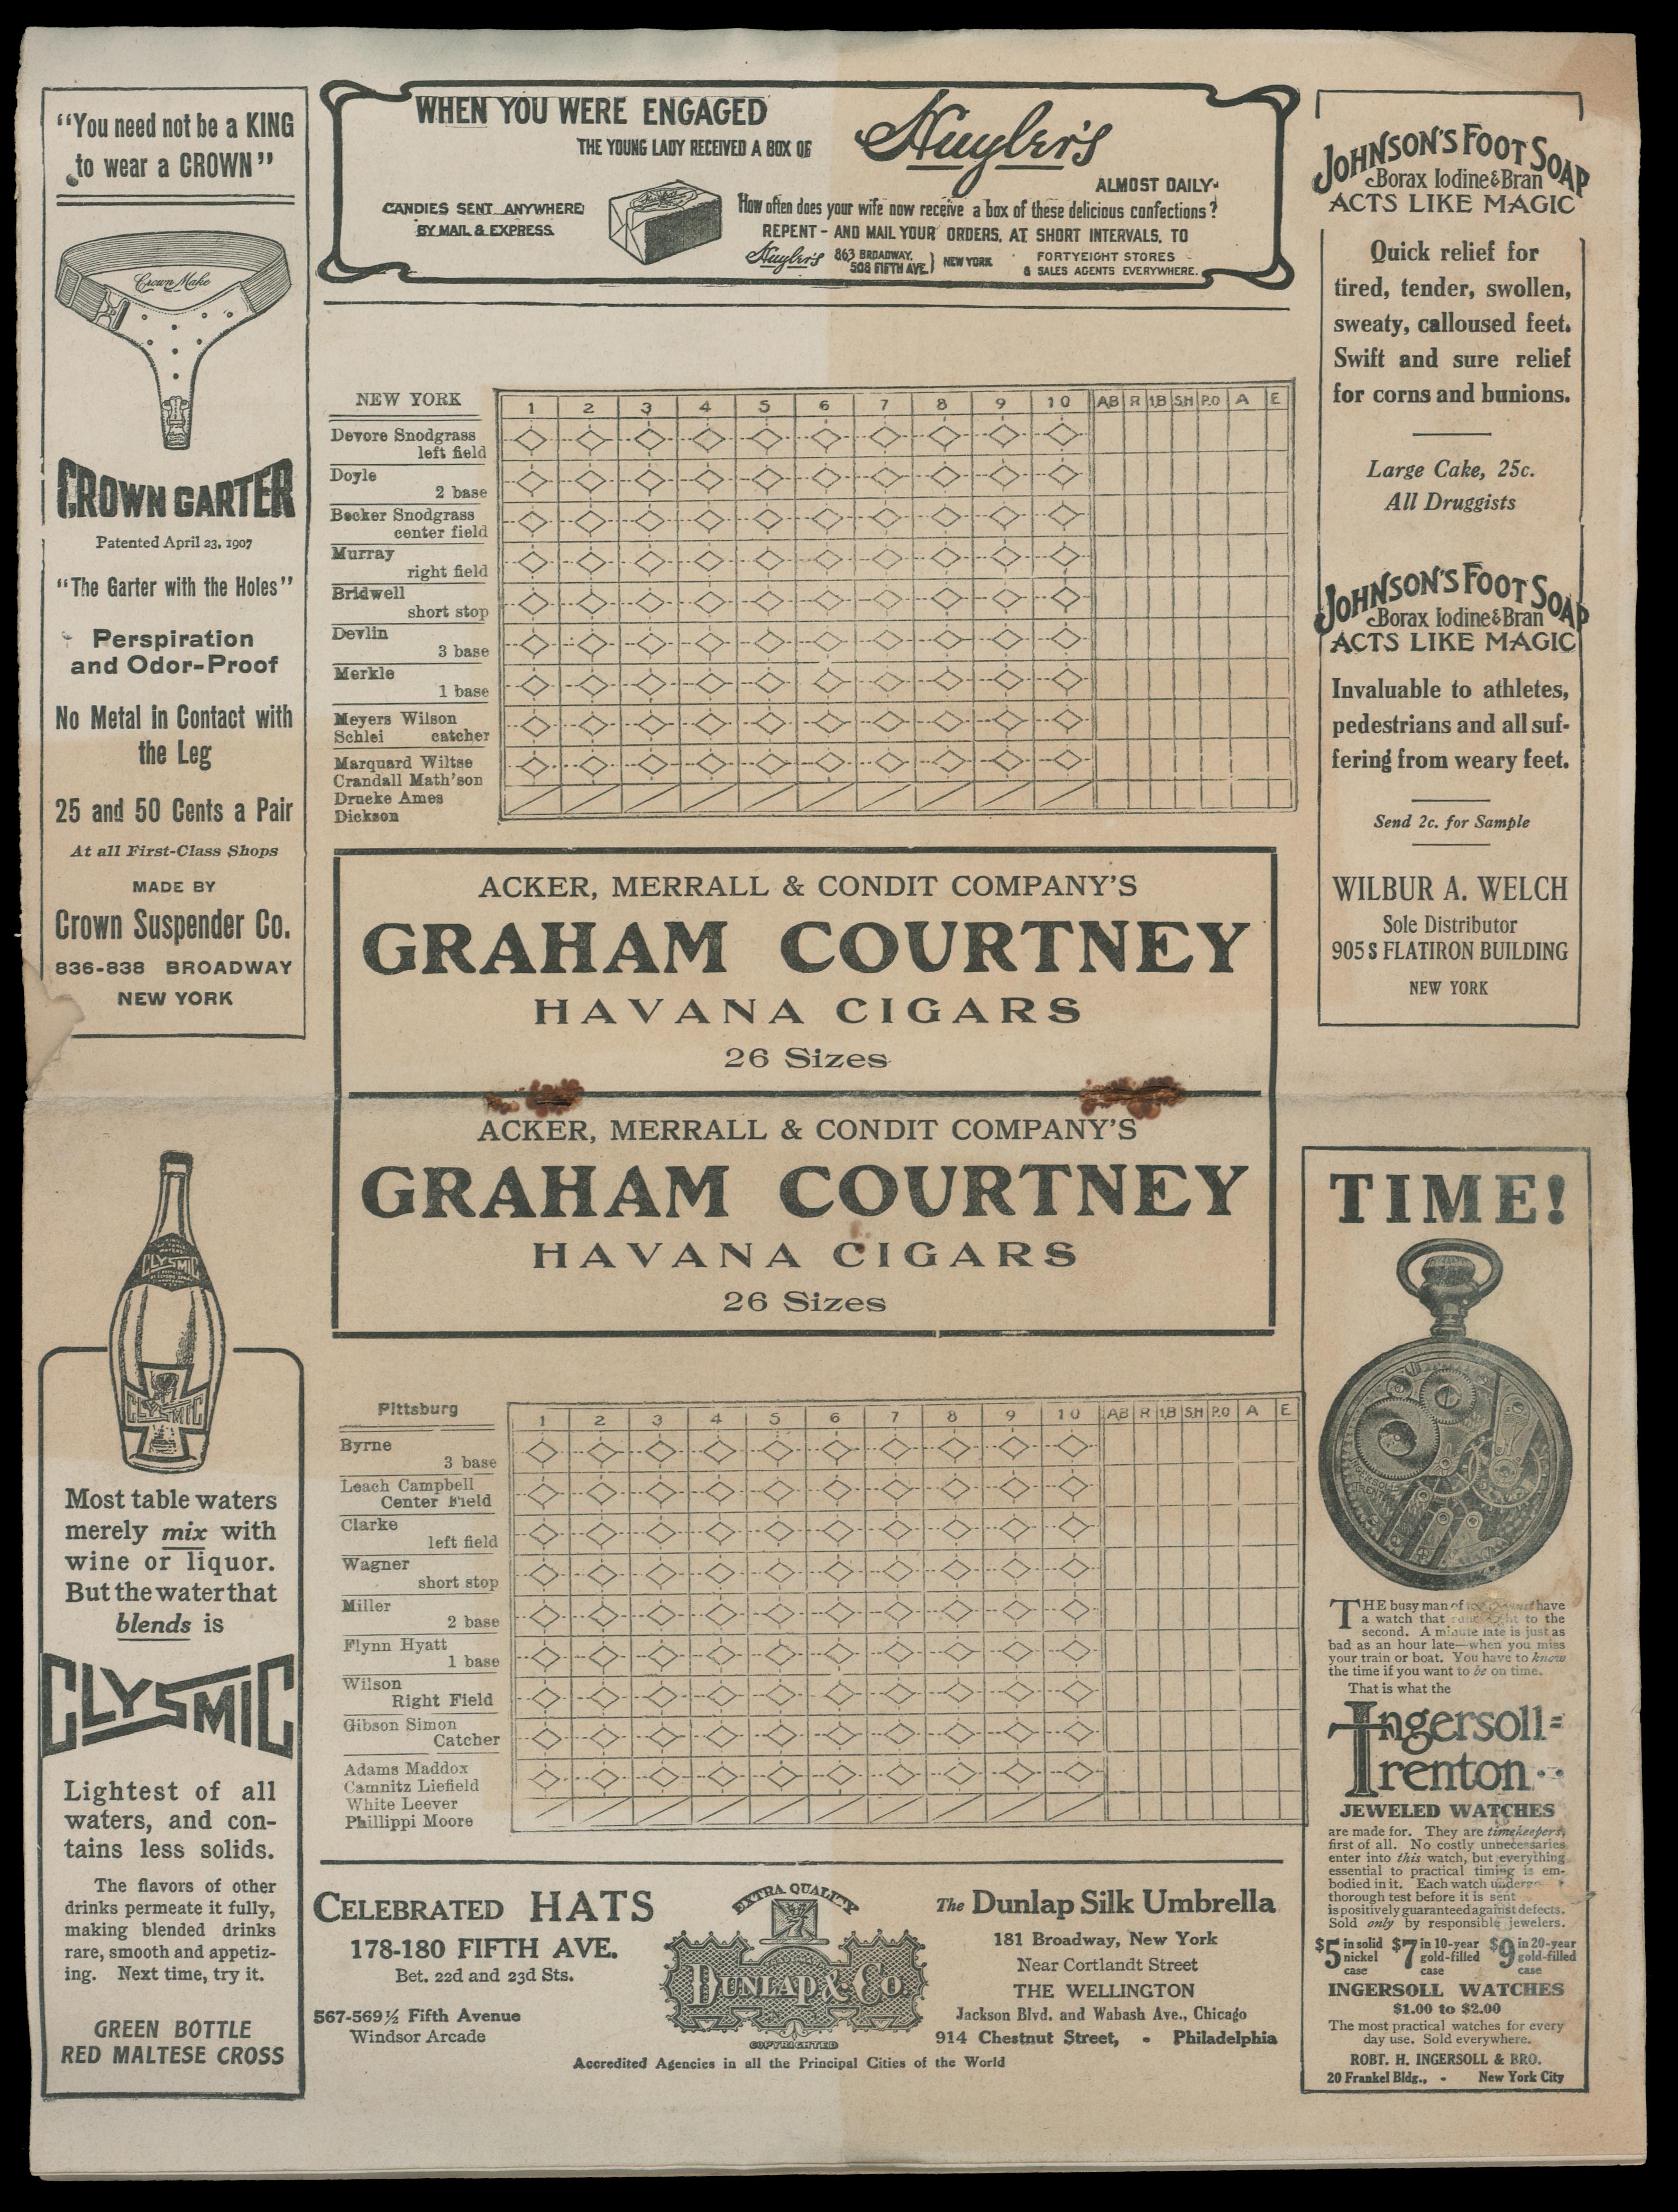 "You need not be a KING
to wear a CROWN"
Crown Make
CROWN GARTER
Patented April 23, 1907
"The Garter with the Holes"
Perspiration
and Odor-Proof
No Metal in Contact with
the Leg
25 and 50 Cents a Pair
At all First-Class Shops
MADE BY
Crown Suspender Co.
836-838 BROADWAY
NEW YORK
WHEN YOU WERE ENGAGED
THE YOUNG LADY RECEIVED A BOX OF
Huyler's
ALMOST DAILY-
CANDIES SENT ANYWHERE
BY MAIL & EXPRESS.
How often does your wife now receive a box of these delicious confections?
REPENT - AND MAIL YOUR ORDERS, AT SHORT INTERVALS, TO
Huyler's 863 BROADWAY, 508 FIFTH AVE. } NEW YORK
FORTYEIGHT STORES
& SALES AGENTS EVERYWHERE.
JOHNSON'S FOOT SOAP
Borax Iodine & Bran
ACTS LIKE MAGIC
Quick relief for
tired, tender, swollen,
sweaty, calloused feet.
Swift and sure relief
for corns and bunions.
Large Cake, 25c.
All Druggists
JOHNSON'S FOOT SOAP
Borax Iodine & Bran
ACTS LIKE MAGIC
Invaluable to athletes,
pedestrians and all suf-
fering from weary feet.
Send 2c. for Sample
WILBUR A. WELCH
Sole Distributor
905 S FLATIRON BUILDING
NEW YORK
NEW YORK 1 2 3 4 5 6 7 8 9 10 AB R 1B S.H P.O A E
Devore Snodgrass
left field
Doyle
2 base
Becker Snodgrass
center field
Murray
right field
Bridwell
short stop
Devlin
3 base
Merkle
1 base
Meyers Wilson
Schlei catcher
Marquard Wiltse
Crandall Math'son
Drucke Ames
Dickson
ACKER, MERRALL & CONDIT COMPANY'S
GRAHAM COURTNEY
HAVANA CIGARS
26 Sizes
ACKER, MERRALL & CONDIT COMPANY'S
GRAHAM COURTNEY
HAVANA CIGARS
26 Sizes
Pittsburg 1 2 3 4 5 6 7 8 9 10 AB R 1B S.H P.O A E
Byrne
3 base
Leach Campbell
Center Field
Clarke
left field
Wagner
short stop
Miller
2 base
Flynn Hyatt
1 base
Wilson
Right Field
Gibson Simon
Catcher
Adams Maddox
Camnitz Liefield
White Leever
Phillippi Moore
CLYSMIC
CLYSMIC
Most table waters
merely mix with
wine or liquor.
But the water that
blends is
CLYSMIC
Lightest of all
waters, and con-
tains less solids.
The flavors of other
drinks permeate it fully,
making blended drinks
rare, smooth and appetiz-
ing. Next time, try it.
GREEN BOTTLE
RED MALTESE CROSS
CELEBRATED HATS
178-180 FIFTH AVE.
Bet. 22d and 23d Sts.
567-569½ Fifth Avenue
Windsor Arcade
EXTRA QUALITY
7
DUNLAP & CO.
COPYRIGHTED
The Dunlap Silk Umbrella
181 Broadway, New York
Near Cortlandt Street
THE WELLINGTON
Jackson Blvd. and Wabash Ave., Chicago
914 Chestnut Street, - Philadelphia
Accredited Agencies in all the Principal Cities of the World
TIME!
INGERSOLL
TRENTON
THE busy man of have
a watch that to the
second. A minute late is just as
bad as an hour late—when you miss
your train or boat. You have to know
the time if you want to be on time.
That is what the
Ingersoll=
Trenton
JEWELED WATCHES
are made for. They are timekeepers,
first of all. No costly unnecessaries
enter into this watch, but everything
essential to practical timing is em-
bodied in it. Each watch
thorough test before it is sent
is positively guaranteed against defects.
Sold only by responsible jewelers.
$5 in solid nickel case $7 in 10-year gold-filled case $9 in 20-year gold-filled case
INGERSOLL WATCHES
$1.00 to $2.00
The most practical watches for every
day use. Sold everywhere.
ROBT. H. INGERSOLL & BRO.
20 Frankel Bldg., - New York City